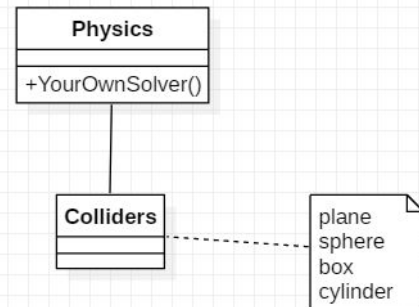 Physics
+YourOwnSolver()
Colliders
plane
sphere
box
cylinder